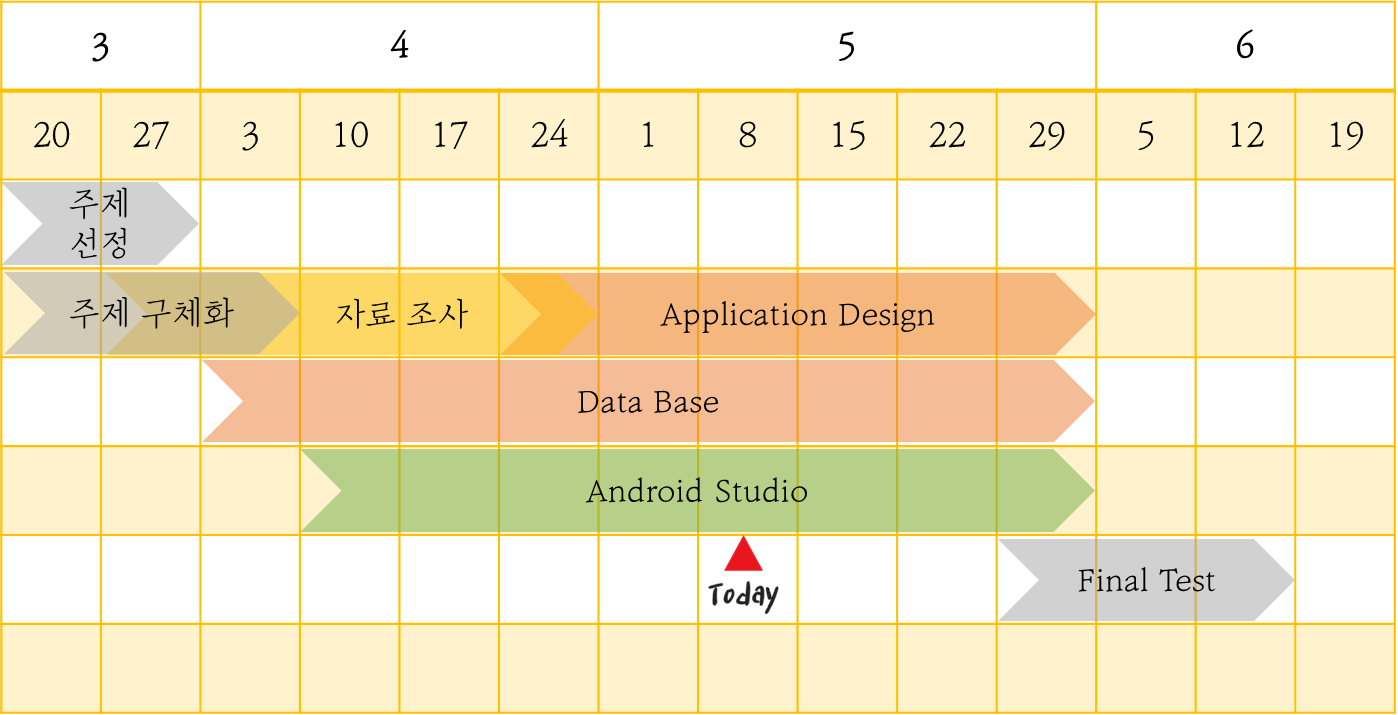 3 4 5 6
20 27 3 10 17 24 1 8 15 22 29 5 12 19
주제
선정
주제 구체화 자료 조사 Application Design
Data Base
Android Studio
Final Test
Today